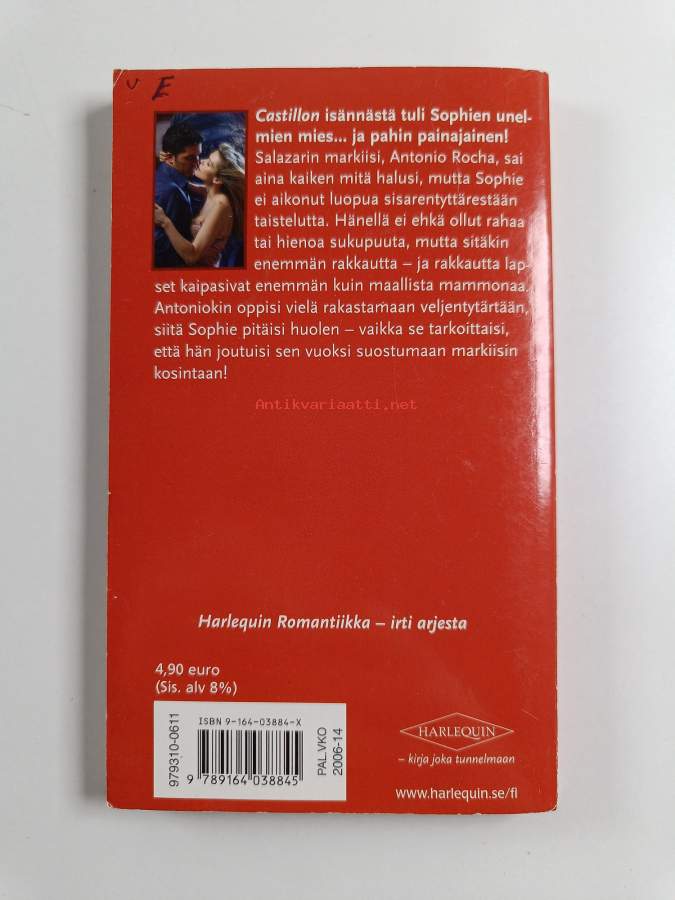 v E
Castillon isännästä tuli Sophien unel-
mien mies... ja pahin painajainen!
Salazarin markiisi, Antonio Rocha, sai
aina kaiken mitä halusi, mutta Sophie
ei aikonut luopua sisarentyttärestään
taistelutta. Hänellä ei ehkä ollut rahaa
tai hienoa sukupuuta, mutta sitäkin
enemmän rakkautta – ja rakkautta lap-
set kaipasivat enemmän kuin maallista mammonaa.
Antoniokin oppisi vielä rakastamaan veljentytärtään,
siitä Sophie pitäisi huolen – vaikka se tarkoittaisi,
että hän joutuisi sen vuoksi suostumaan markiisin
kosintaan!
Antikvariaatti.net
Harlequin Romantiikka – irti arjesta
4,90 euro
(Sis. alv 8%)
979310-0611
ISBN 9-164-03884-X
9 789164 038845
PAL.VKO
2006-14
HARLEQUIN
– kirja joka tunnelmaan
www.harlequin.se/fi